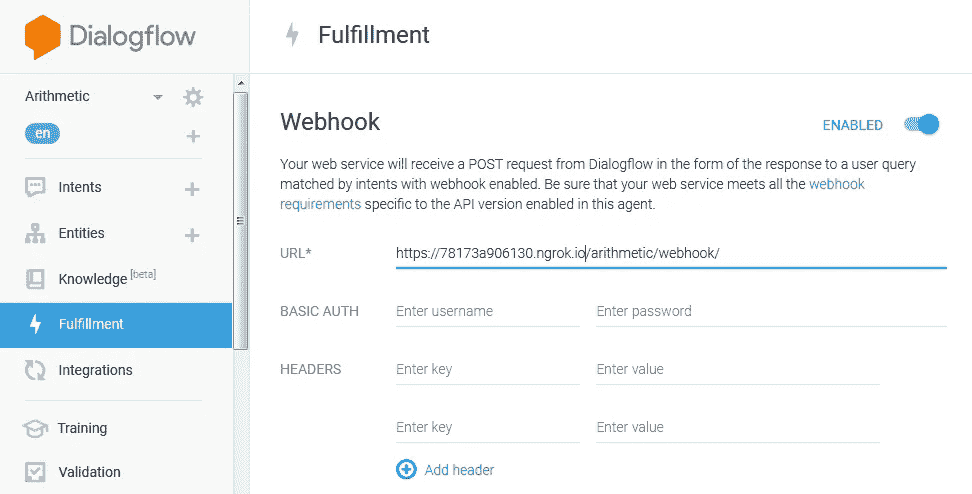 Dialogflow
Fulfillment
Arithmetic
en
Intents
Entities
Knowledge [beta]
Fulfillment
Integrations
Training
Validation
Webhook
ENABLED
Your web service will receive a POST request from Dialogflow in the form of the response to a user query
matched by intents with webhook enabled. Be sure that your web service meets all the webhook
requirements specific to the API version enabled in this agent.
URL* https://78173a906130.ngrok.io/arithmetic/webhook/
BASIC AUTH Enter username Enter password
HEADERS Enter key Enter value
Enter key Enter value
Add header